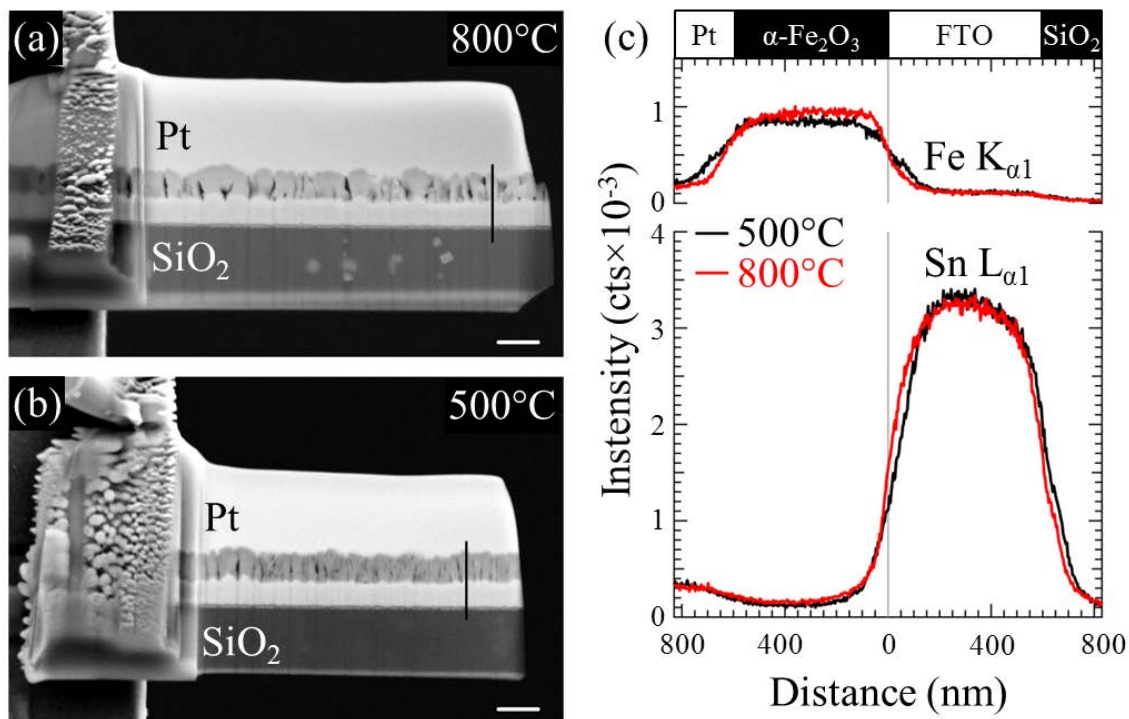 (a)
800°C
Pt
SiO₂
(b)
500°C
Pt
SiO₂
(c)
Pt α-Fe₂O₃ FTO SiO₂
1
0
Fe Kα1
4
3
2
1
0
500°C
800°C
Sn Lα1
Instensity (cts×10⁻³)
800 400 0 400 800
Distance (nm)